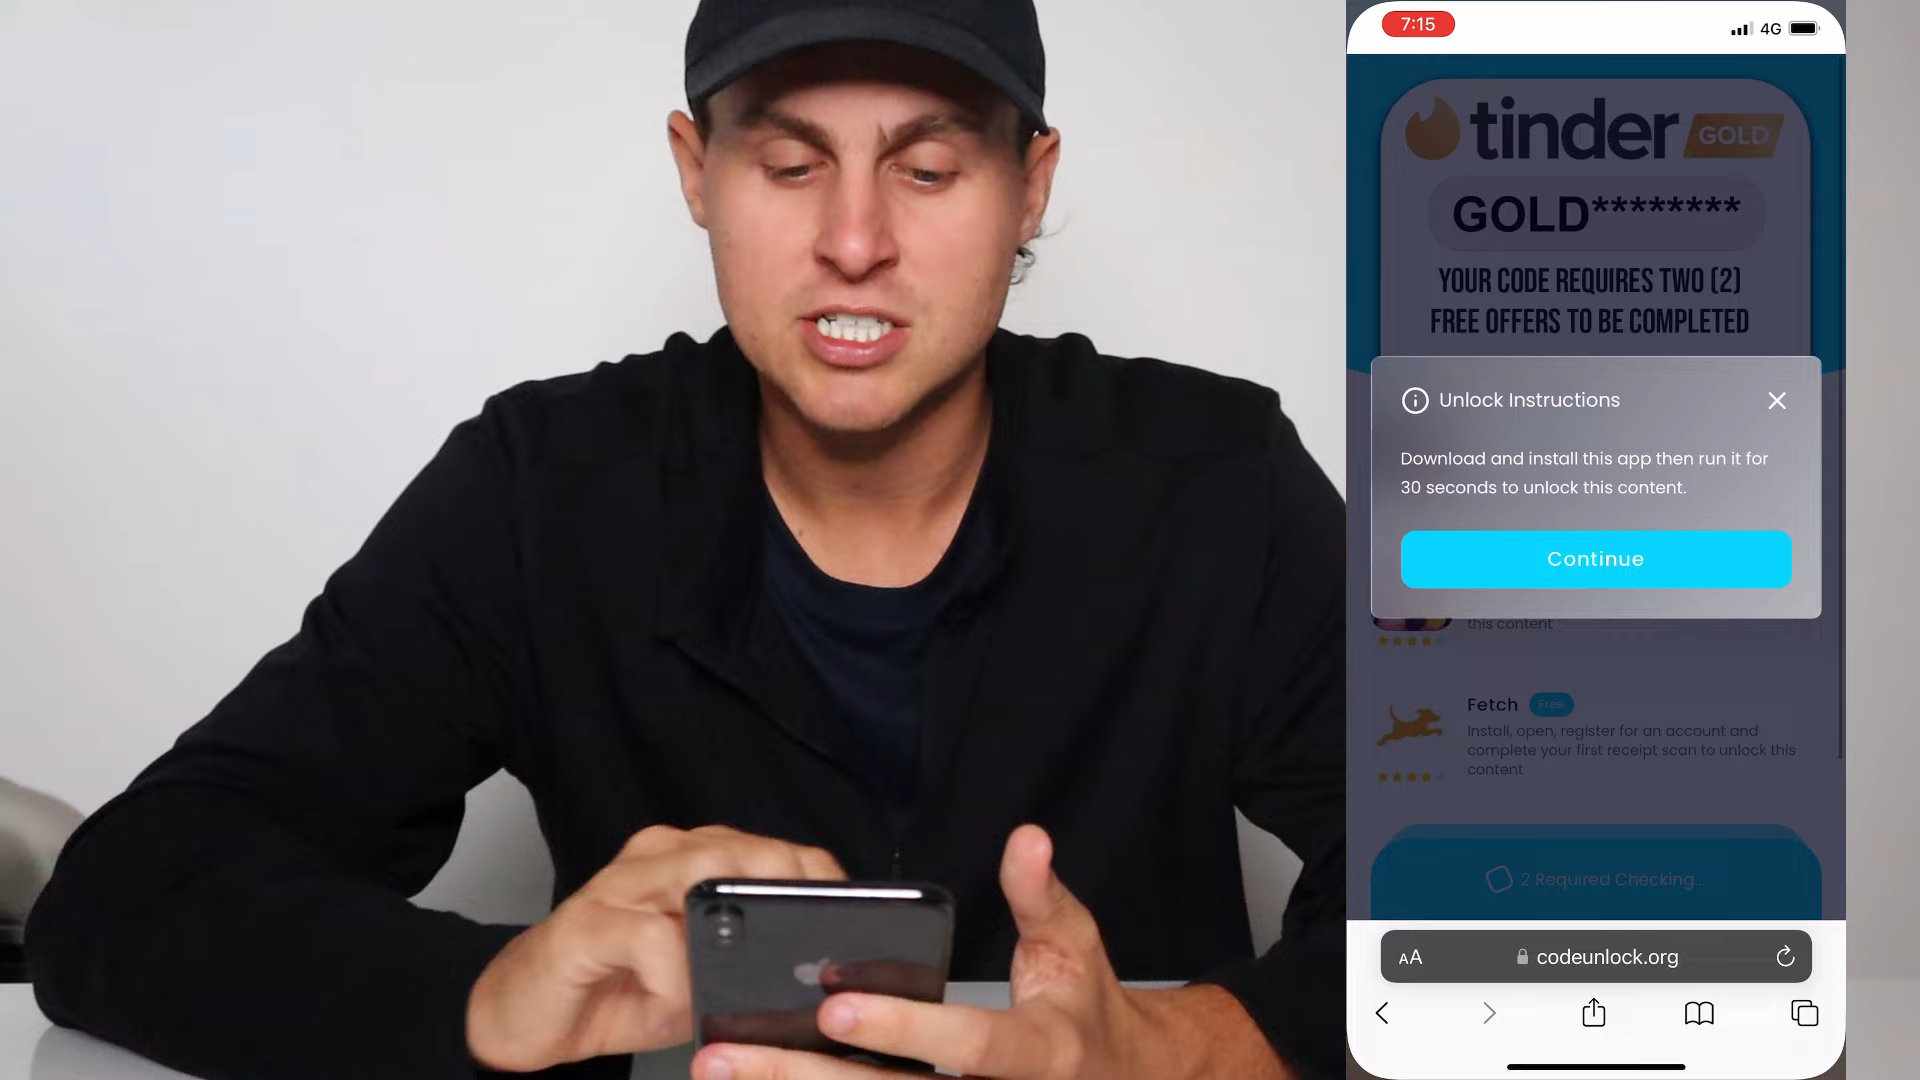 7:15
4G
tinder GOLD
GOLD********
YOUR CODE REQUIRES TWO (2)
FREE OFFERS TO BE COMPLETED
Unlock Instructions
Download and install this app then run it for
30 seconds to unlock this content.
Continue
this content
Fetch Free
Install, open, register for an account and
complete your first receipt scan to unlock this
content
2 Required Checking...
AA codeunlock.org